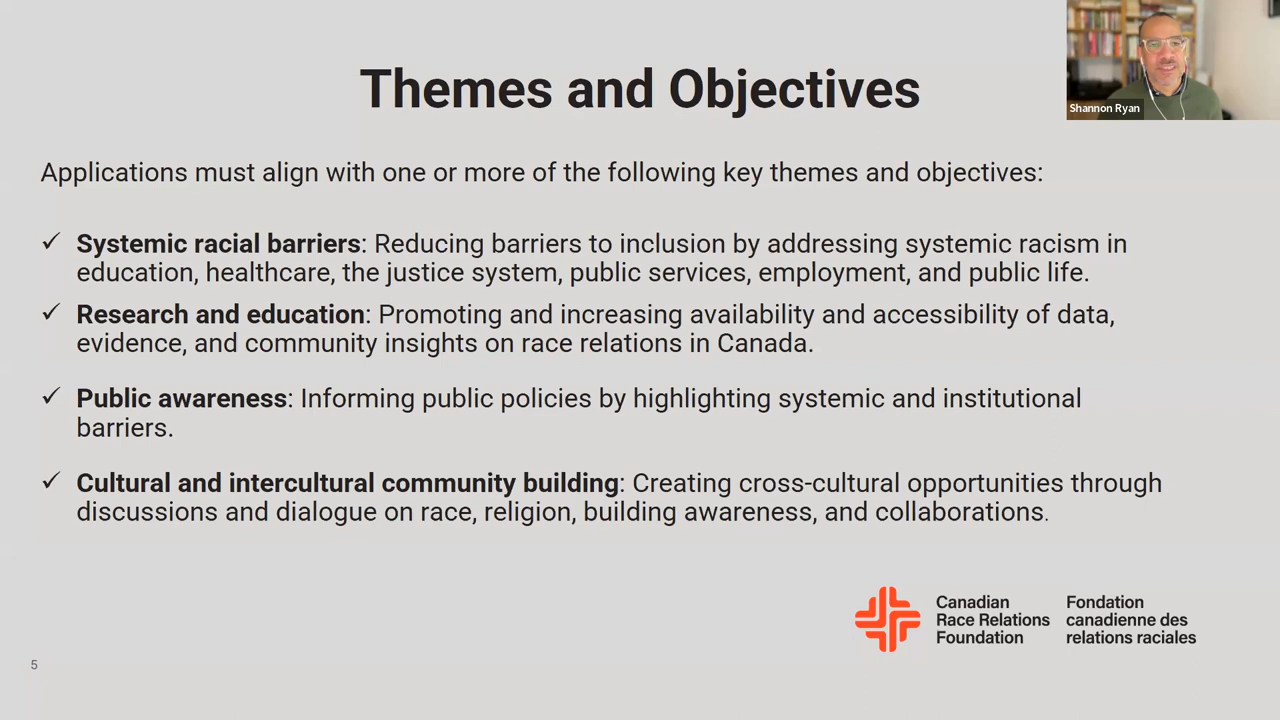 Themes and Objectives
Shannon Ryan
Applications must align with one or more of the following key themes and objectives:
✓ Systemic racial barriers: Reducing barriers to inclusion by addressing systemic racism in
education, healthcare, the justice system, public services, employment, and public life.
✓ Research and education: Promoting and increasing availability and accessibility of data,
evidence, and community insights on race relations in Canada.
✓ Public awareness: Informing public policies by highlighting systemic and institutional
barriers.
✓ Cultural and intercultural community building: Creating cross-cultural opportunities through
discussions and dialogue on race, religion, building awareness, and collaborations.
Canadian
Race Relations
Foundation
Fondation
canadienne des
relations raciales
5